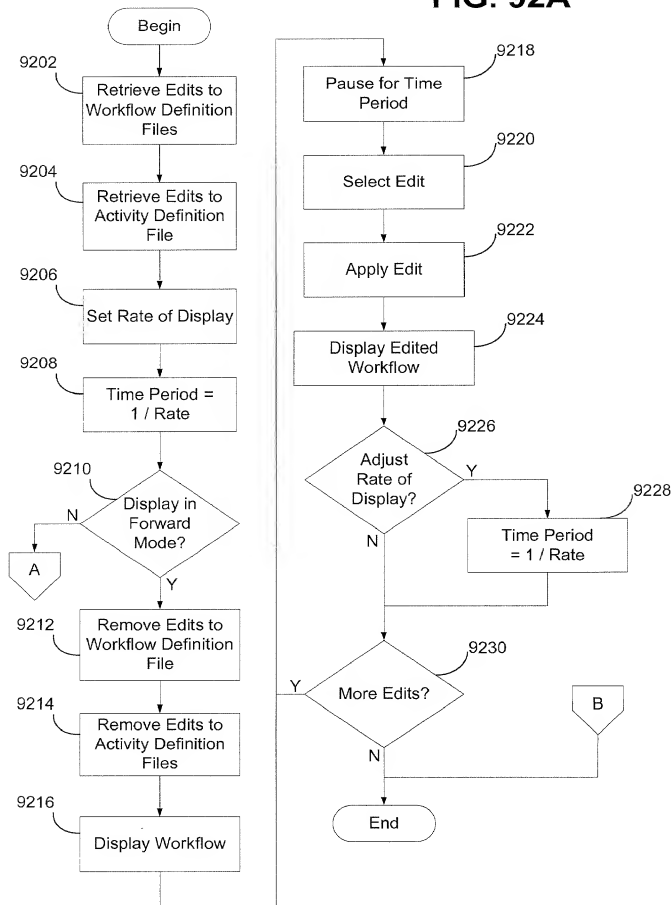 FIG. 92A
Begin
9202
Retrieve Edits to
Workflow Definition
Files
9204
Retrieve Edits to
Activity Definition
File
9206
Set Rate of Display
9208
Time Period =
1 / Rate
9210
Display in
Forward
Mode?
N
A
Y
9212
Remove Edits to
Workflow Definition
File
9214
Remove Edits to
Activity Definition
Files
9216
Display Workflow
9218
Pause for Time
Period
9220
Select Edit
9222
Apply Edit
9224
Display Edited
Workflow
9226
Adjust
Rate of
Display?
Y
9228
Time Period
= 1 / Rate
N
9230
More Edits?
Y
B
N
End